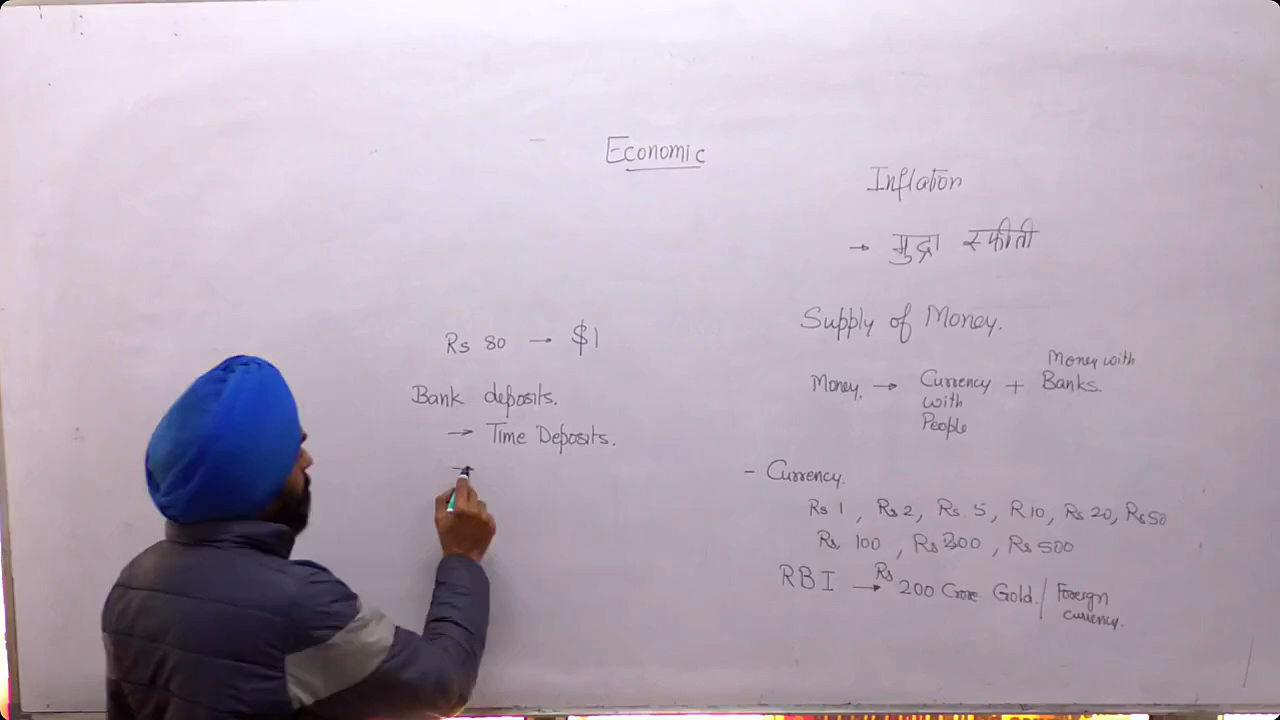 Economic
Inflation
→ मुद्रा स्फीती
Supply of Money.
Money → Currency with People + Money with Banks.
- Currency.
Rs 1, Rs 2, Rs 5, R 10, Rs 20, Rs 50
Rs 100, Rs 200, Rs 500
RBI → Rs 200 Crore Gold / Foreign currency.
Rs 80 → $1
Bank deposits.
→ Time Deposits.
→